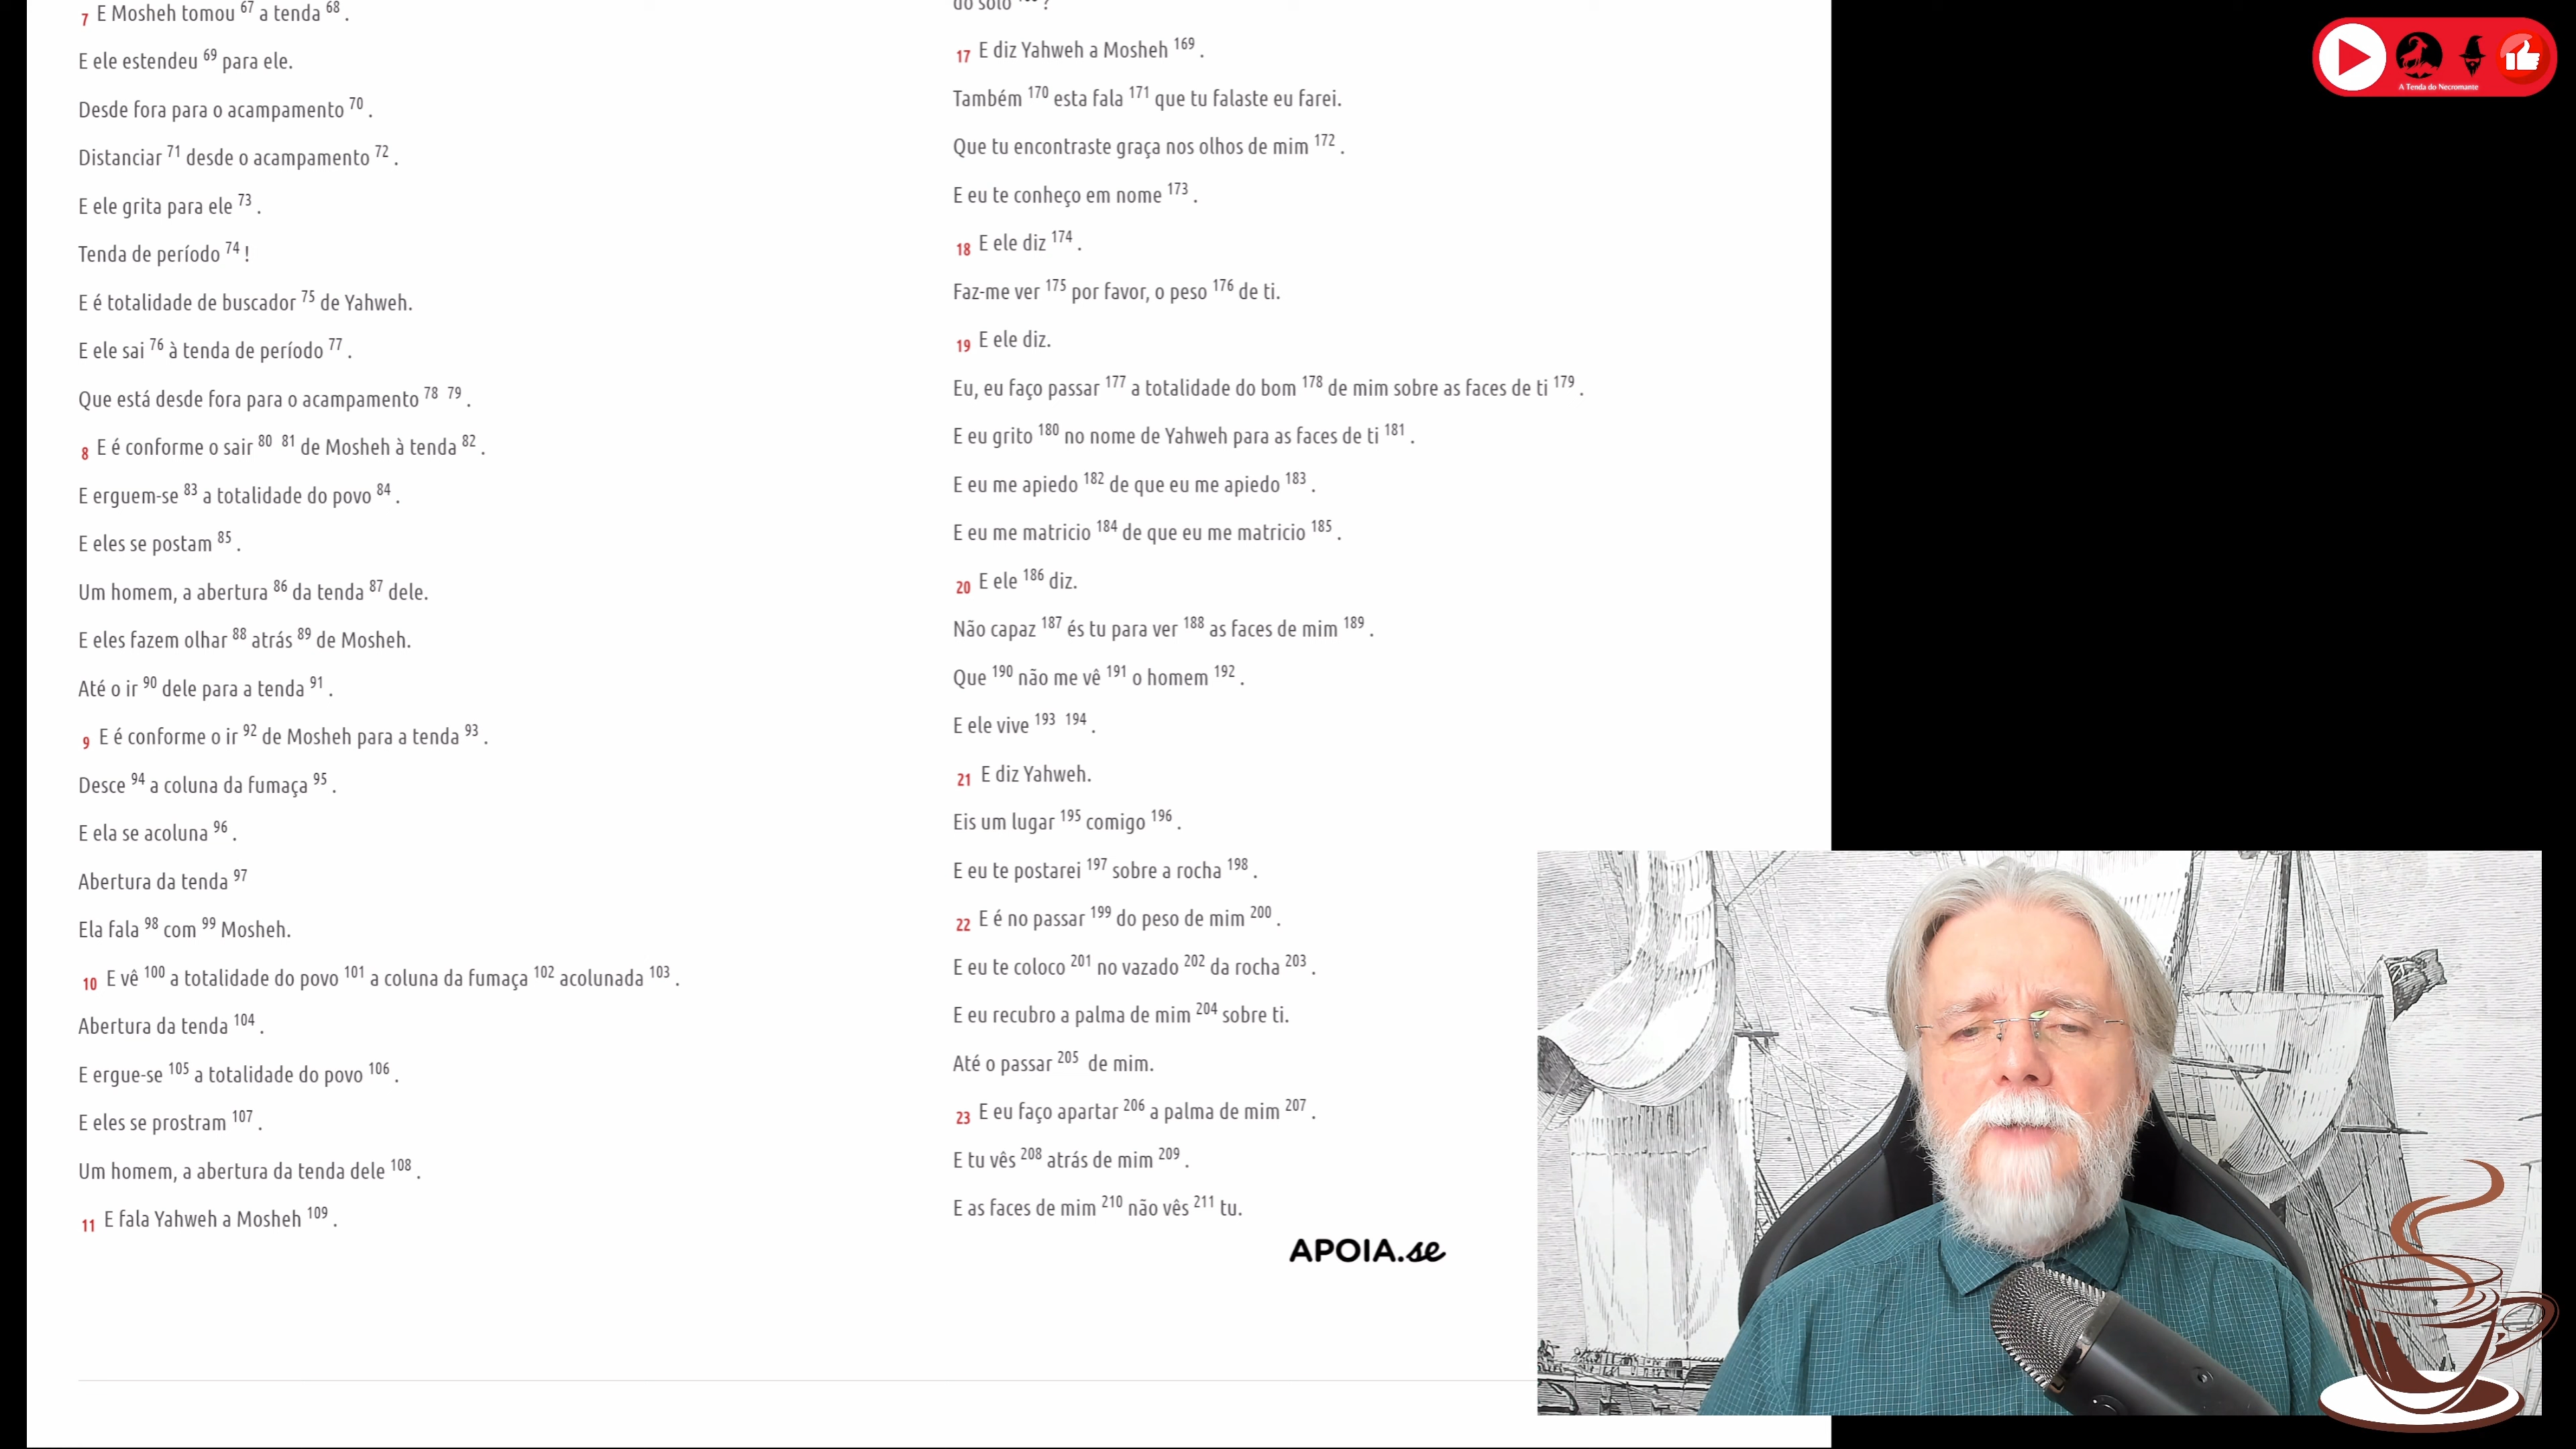 7 E Mosheh tomou 67 a tenda 68 .
E ele estendeu 69 para ele.
Desde fora para o acampamento 70 .
Distanciar 71 desde o acampamento 72 .
E ele grita para ele 73 .
Tenda de período 74 !
E é totalidade de buscador 75 de Yahweh.
E ele sai 76 à tenda de período 77 .
Que está desde fora para o acampamento 78 79 .
8 E é conforme o sair 80 81 de Mosheh à tenda 82 .
E erguem-se 83 a totalidade do povo 84 .
E eles se postam 85 .
Um homem, a abertura 86 da tenda 87 dele.
E eles fazem olhar 88 atrás 89 de Mosheh.
Até o ir 90 dele para a tenda 91 .
9 E é conforme o ir 92 de Mosheh para a tenda 93 .
Desce 94 a coluna da fumaça 95 .
E ela se acoluna 96 .
Abertura da tenda 97
Ela fala 98 com 99 Mosheh.
10 E vê 100 a totalidade do povo 101 a coluna da fumaça 102 acolunada 103 .
Abertura da tenda 104 .
E ergue-se 105 a totalidade do povo 106 .
E eles se prostram 107 .
Um homem, a abertura da tenda dele 108 .
11 E fala Yahweh a Mosheh 109 .
do solo ?
17 E diz Yahweh a Mosheh 169 .
Também 170 esta fala 171 que tu falaste eu farei.
Que tu encontraste graça nos olhos de mim 172 .
E eu te conheço em nome 173 .
18 E ele diz 174 .
Faz-me ver 175 por favor, o peso 176 de ti.
19 E ele diz.
Eu, eu faço passar 177 a totalidade do bom 178 de mim sobre as faces de ti 179 .
E eu grito 180 no nome de Yahweh para as faces de ti 181 .
E eu me apiedo 182 de que eu me apiedo 183 .
E eu me matricio 184 de que eu me matricio 185 .
20 E ele 186 diz.
Não capaz 187 és tu para ver 188 as faces de mim 189 .
Que 190 não me vê 191 o homem 192 .
E ele vive 193 194 .
21 E diz Yahweh.
Eis um lugar 195 comigo 196 .
E eu te postarei 197 sobre a rocha 198 .
22 E é no passar 199 do peso de mim 200 .
E eu te coloco 201 no vazado 202 da rocha 203 .
E eu recubro a palma de mim 204 sobre ti.
Até o passar 205 de mim.
23 E eu faço apartar 206 a palma de mim 207 .
E tu vês 208 atrás de mim 209 .
E as faces de mim 210 não vês 211 tu.
APOIA.se
A Tenda do Necromante